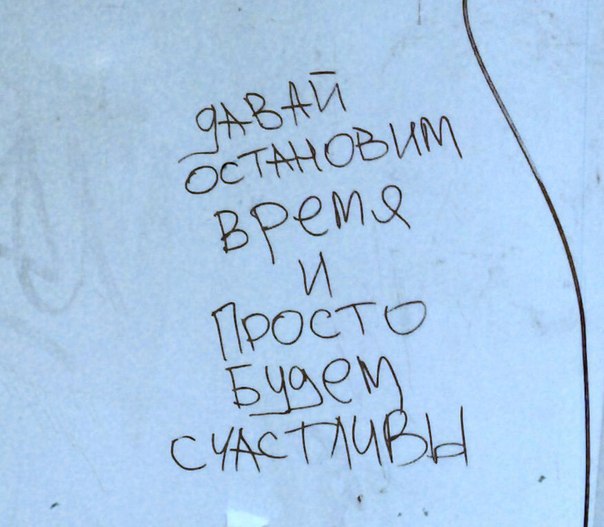 давай
остановим
время
и
просто
будем
счастливы